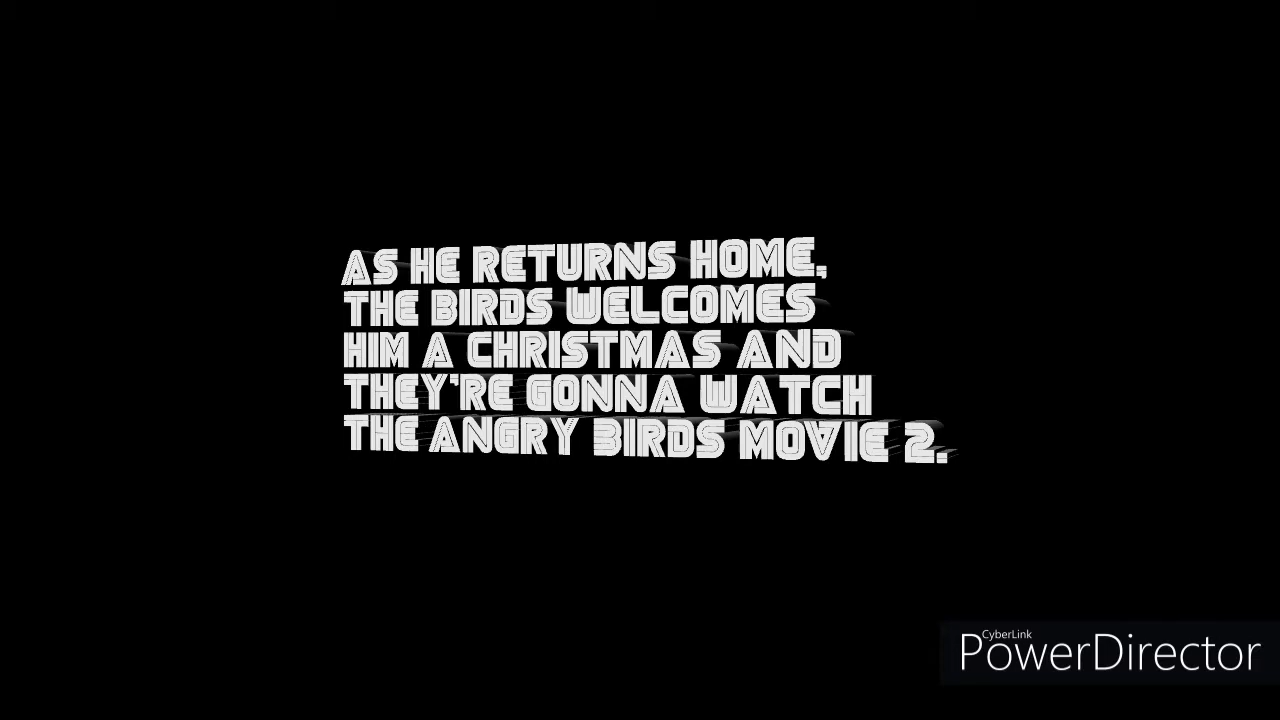 AS HE RETURNS HOME,
THE BIRDS WELCOMES
HIM A CHRISTMAS AND
THEY'RE GONNA WATCH
THE ANGRY BIRDS MOVIE 2.
CyberLink
PowerDirector